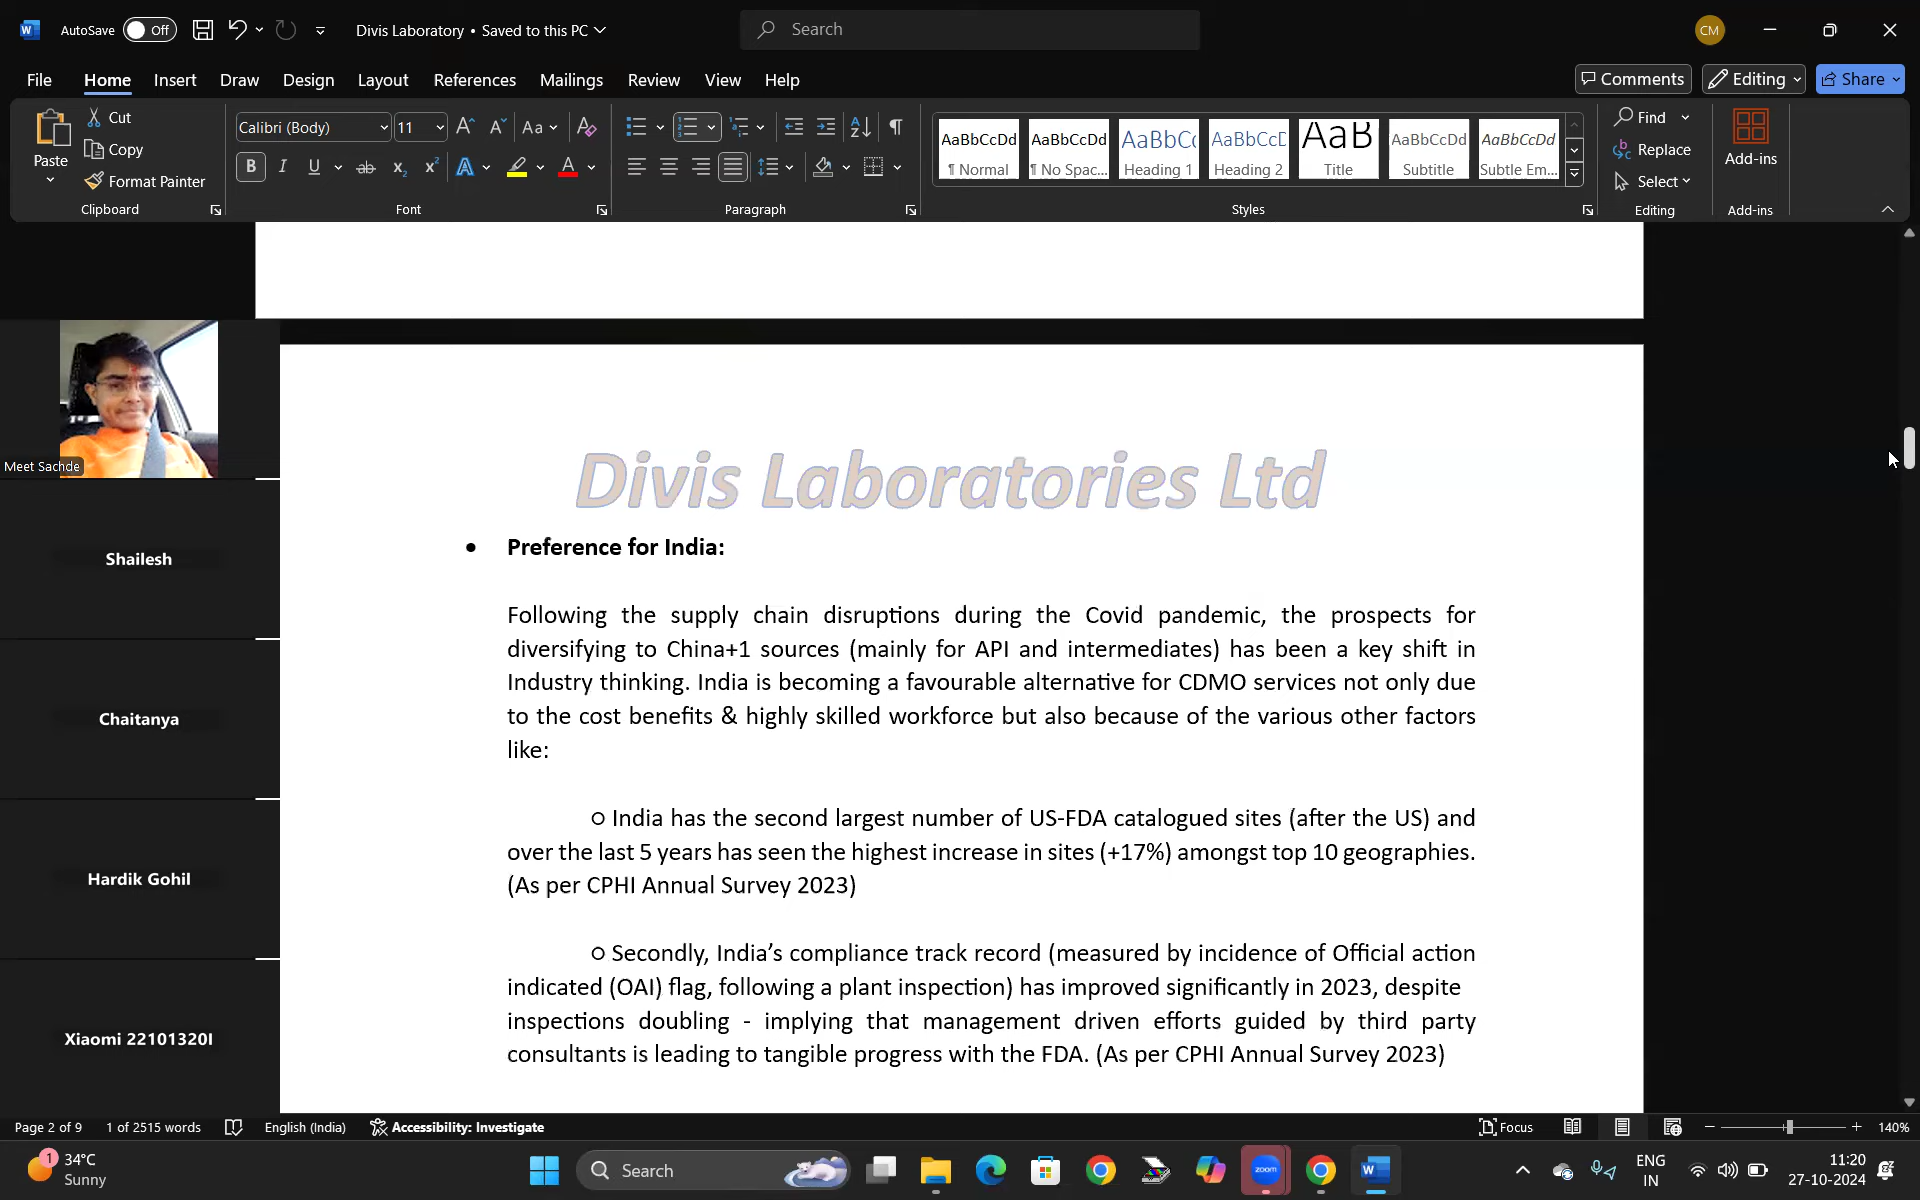 AutoSave Off Divis Laboratory • Saved to this PC Search CM
File Home Insert Draw Design Layout References Mailings Review View Help Comments Editing Share
Paste Cut Copy Format Painter
Clipboard
Calibri (Body) 11 Aa
B I U ab x₂ x² A A
Font
Paragraph
AaBbCcDd AaBbCcDd AaBbCc AaBbCcD AaB AaBbCcDd AaBbCcDd
¶ Normal ¶ No Spac... Heading 1 Heading 2 Title Subtitle Subtle Em...
Styles
Find
Replace
Select
Editing
Add-ins
Add-ins
Meet Sachde
Shailesh
Chaitanya
Hardik Gohil
Xiaomi 22101320I
Divis Laboratories Ltd
• Preference for India:
Following the supply chain disruptions during the Covid pandemic, the prospects for
diversifying to China+1 sources (mainly for API and intermediates) has been a key shift in
Industry thinking. India is becoming a favourable alternative for CDMO services not only due
to the cost benefits & highly skilled workforce but also because of the various other factors
like:
○ India has the second largest number of US-FDA catalogued sites (after the US) and
over the last 5 years has seen the highest increase in sites (+17%) amongst top 10 geographies.
(As per CPHI Annual Survey 2023)
○ Secondly, India’s compliance track record (measured by incidence of Official action
indicated (OAI) flag, following a plant inspection) has improved significantly in 2023, despite
inspections doubling - implying that management driven efforts guided by third party
consultants is leading to tangible progress with the FDA. (As per CPHI Annual Survey 2023)
Page 2 of 9 1 of 2515 words English (India) Accessibility: Investigate Focus 140%
1 34°C
Sunny
Search
zoom
ENG
IN
11:20
27-10-2024